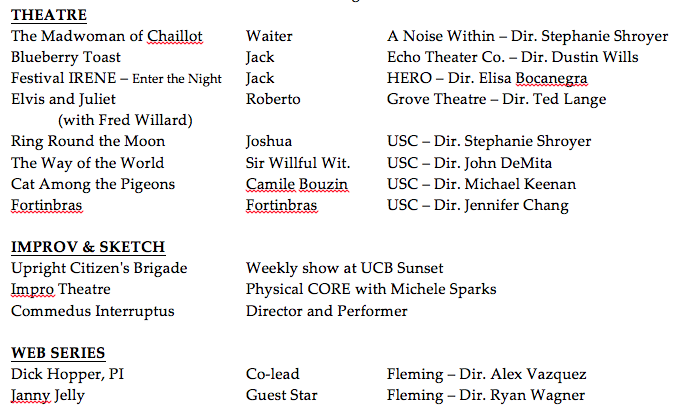 THEATRE
The Madwoman of Chaillot Waiter A Noise Within – Dir. Stephanie Shroyer
Blueberry Toast Jack Echo Theater Co. – Dir. Dustin Wills
Festival IRENE – Enter the Night Jack HERO – Dir. Elisa Bocanegra
Elvis and Juliet Roberto Grove Theatre – Dir. Ted Lange
(with Fred Willard)
Ring Round the Moon Joshua USC – Dir. Stephanie Shroyer
The Way of the World Sir Willful Wit. USC – Dir. John DeMita
Cat Among the Pigeons Camile Bouzin USC – Dir. Michael Keenan
Fortinbras Fortinbras USC – Dir. Jennifer Chang
IMPROV & SKETCH
Upright Citizen's Brigade Weekly show at UCB Sunset
Impro Theatre Physical CORE with Michele Sparks
Commedus Interruptus Director and Performer
WEB SERIES
Dick Hopper, PI Co-lead Fleming – Dir. Alex Vazquez
Janny Jelly Guest Star Fleming – Dir. Ryan Wagner